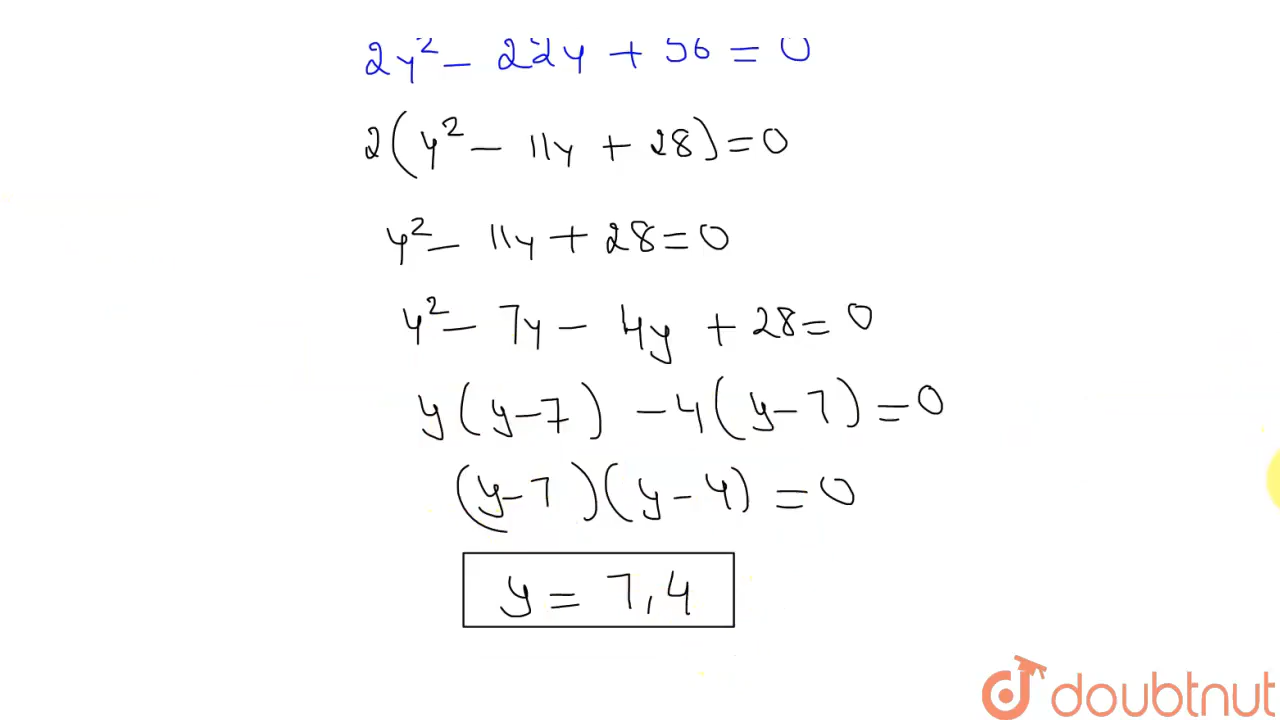 2y² - 22y + 56 = 0
2(y² - 11y + 28) = 0
y² - 11y + 28 = 0
y² - 7y - 4y + 28 = 0
y(y-7) - 4(y-7) = 0
(y-7)(y-4) = 0
y = 7,4
doubtnut